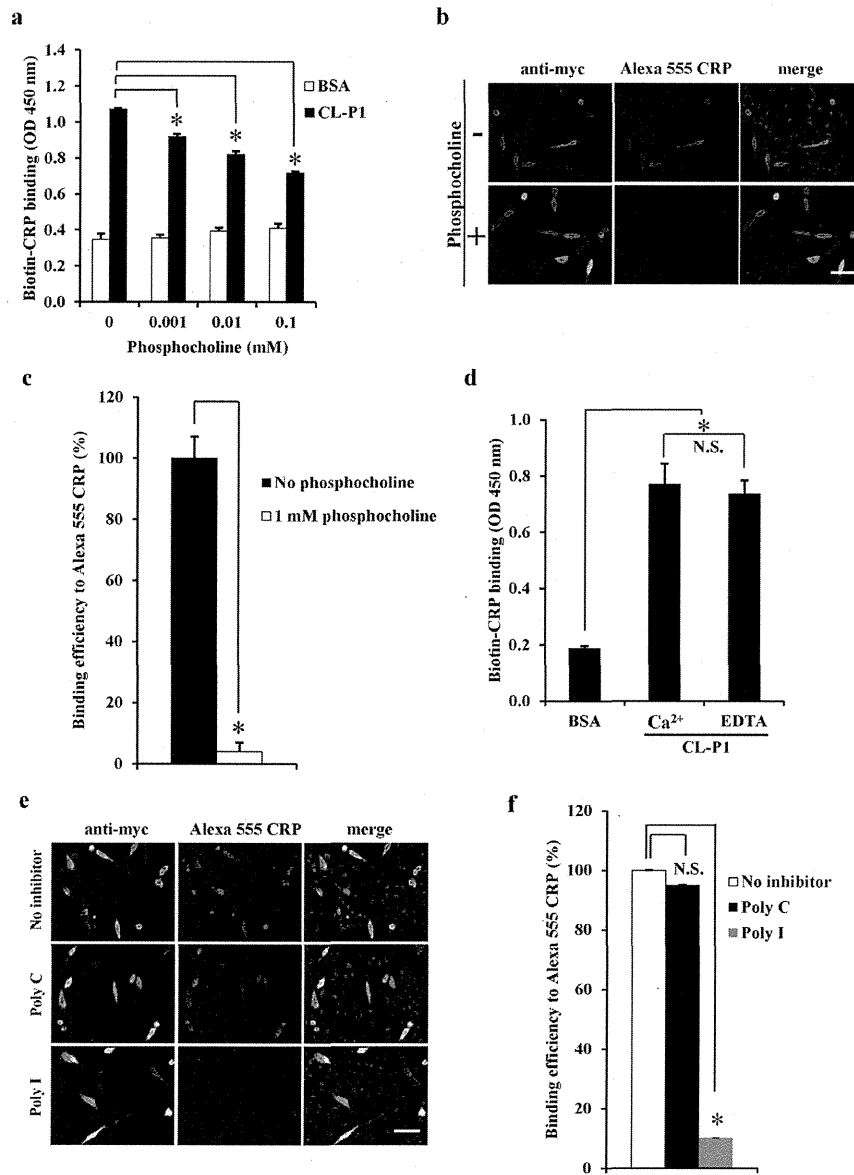 a
1.4
1.2
1.0
0.8
0.6
0.4
0.2
0.0
Biotin-CRP binding (OD 450 nm)
BSA
CL-P1
*
*
*
0 0.001 0.01 0.1
Phosphocholine (mM)
b
anti-myc Alexa 555 CRP merge
Phosphocholine
-
+
c
120
100
80
60
40
20
0
Binding efficiency to Alexa 555 CRP (%)
No phosphocholine
1 mM phosphocholine
*
d
1.0
0.8
0.6
0.4
0.2
0.0
Biotin-CRP binding (OD 450 nm)
*
N.S.
BSA Ca²⁺ EDTA
CL-P1
e
anti-myc Alexa 555 CRP merge
No inhibitor
Poly C
Poly I
f
120
100
80
60
40
20
0
Binding efficiency to Alexa 555 CRP (%)
N.S.
*
No inhibitor
Poly C
Poly I